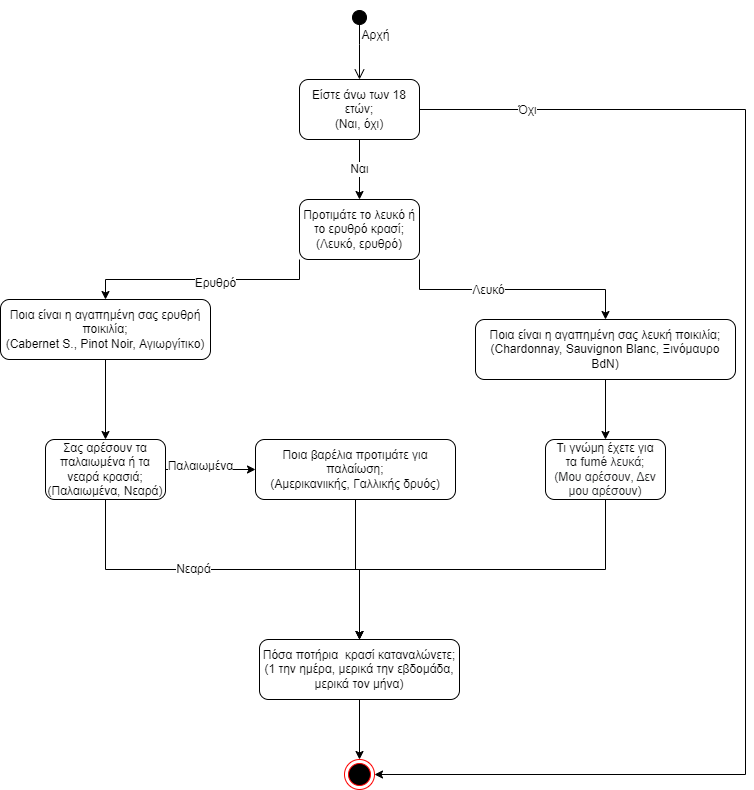 Αρχή
Είστε άνω των 18
ετών;
(Ναι, όχι)
Όχι
Ναι
Προτιμάτε το λευκό ή
το ερυθρό κρασί;
(Λευκό, ερυθρό)
Ερυθρό
Λευκό
Ποια είναι η αγαπημένη σας ερυθρή
ποικιλία;
(Cabernet S., Pinot Noir, Αγιωργίτικο)
Ποια είναι η αγαπημένη σας λευκή ποικιλία;
(Chardonnay, Sauvignon Blanc, Ξινόμαυρο
BdN)
Σας αρέσουν τα
παλαιωμένα ή τα
νεαρά κρασιά;
(Παλαιωμένα, Νεαρά)
Παλαιωμένα
Ποια βαρέλια προτιμάτε για
παλαίωση;
(Αμερικανιικής, Γαλλικής δρυός)
Τι γνώμη έχετε για
τα fumé λευκά;
(Μου αρέσουν, Δεν
μου αρέσουν)
Νεαρά
Πόσα ποτήρια κρασί καταναλώνετε;
(1 την ημέρα, μερικά την εβδομάδα,
μερικά τον μήνα)